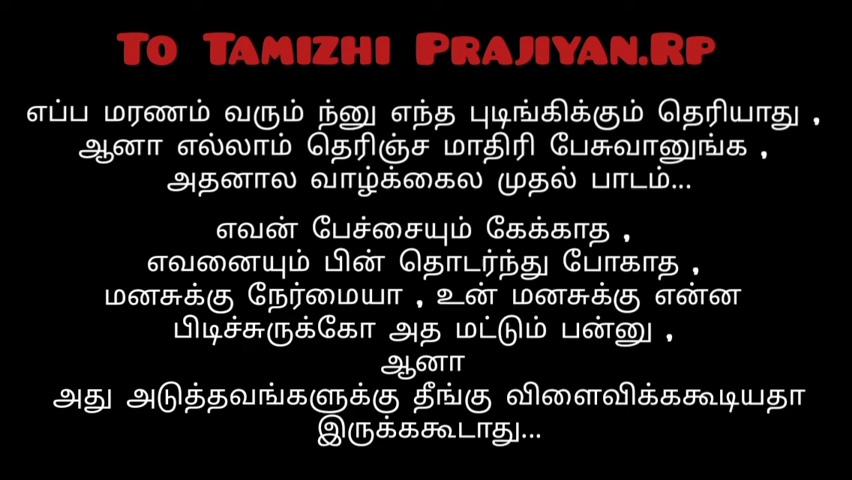 To Tamizhi Prajiyan.Rp
எப்ப மரணம் வரும் ந்னு எந்த புடிங்கிக்கும் தெரியாது ,
ஆனா எல்லாம் தெரிஞ்ச மாதிரி பேசுவானுங்க ,
அதனால வாழ்க்கைல முதல் பாடம்...
எவன் பேச்சையும் கேக்காத ,
எவனையும் பின் தொடர்ந்து போகாத ,
மனசுக்கு நேர்மையா , உன் மனசுக்கு என்ன
பிடிச்சுருக்கோ அத மட்டும் பன்னு ,
ஆனா
அது அடுத்தவங்களுக்கு தீங்கு விளைவிக்ககூடியதா
இருக்ககூடாது...